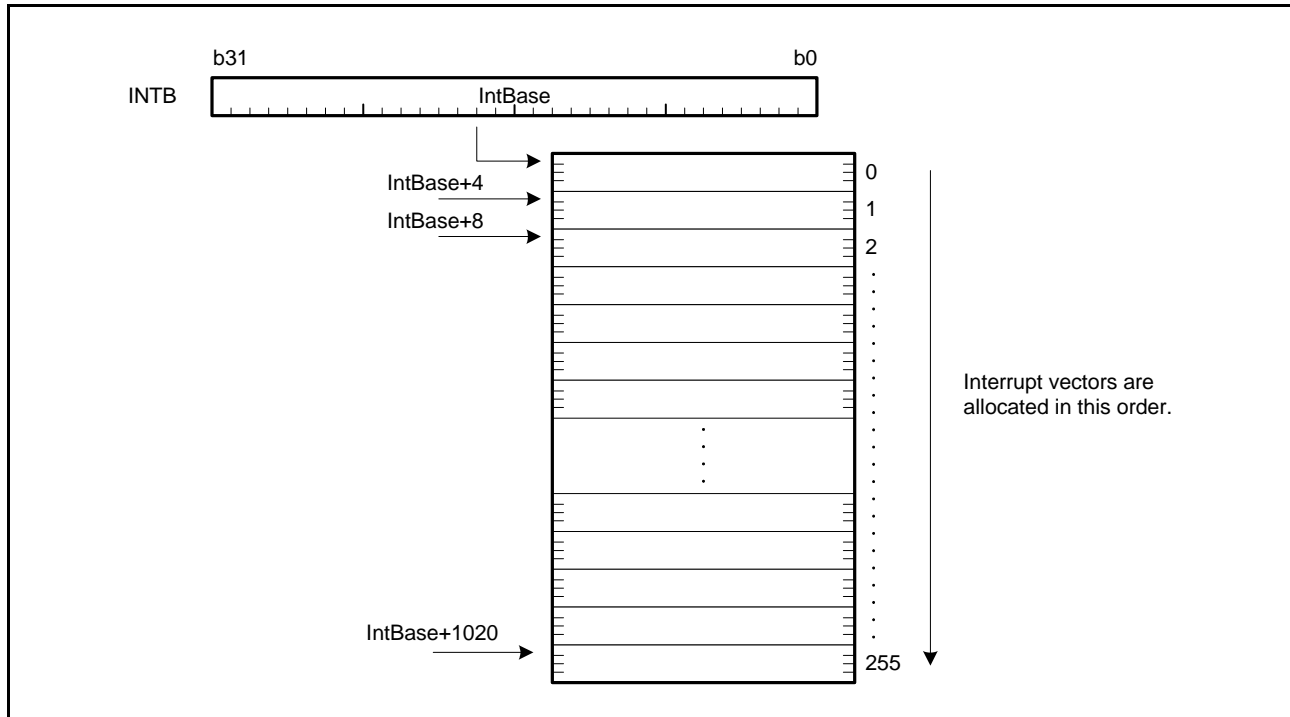 b31 b0
INTB IntBase
0
IntBase+4
1
IntBase+8
2
Interrupt vectors are
allocated in this order.
IntBase+1020
255